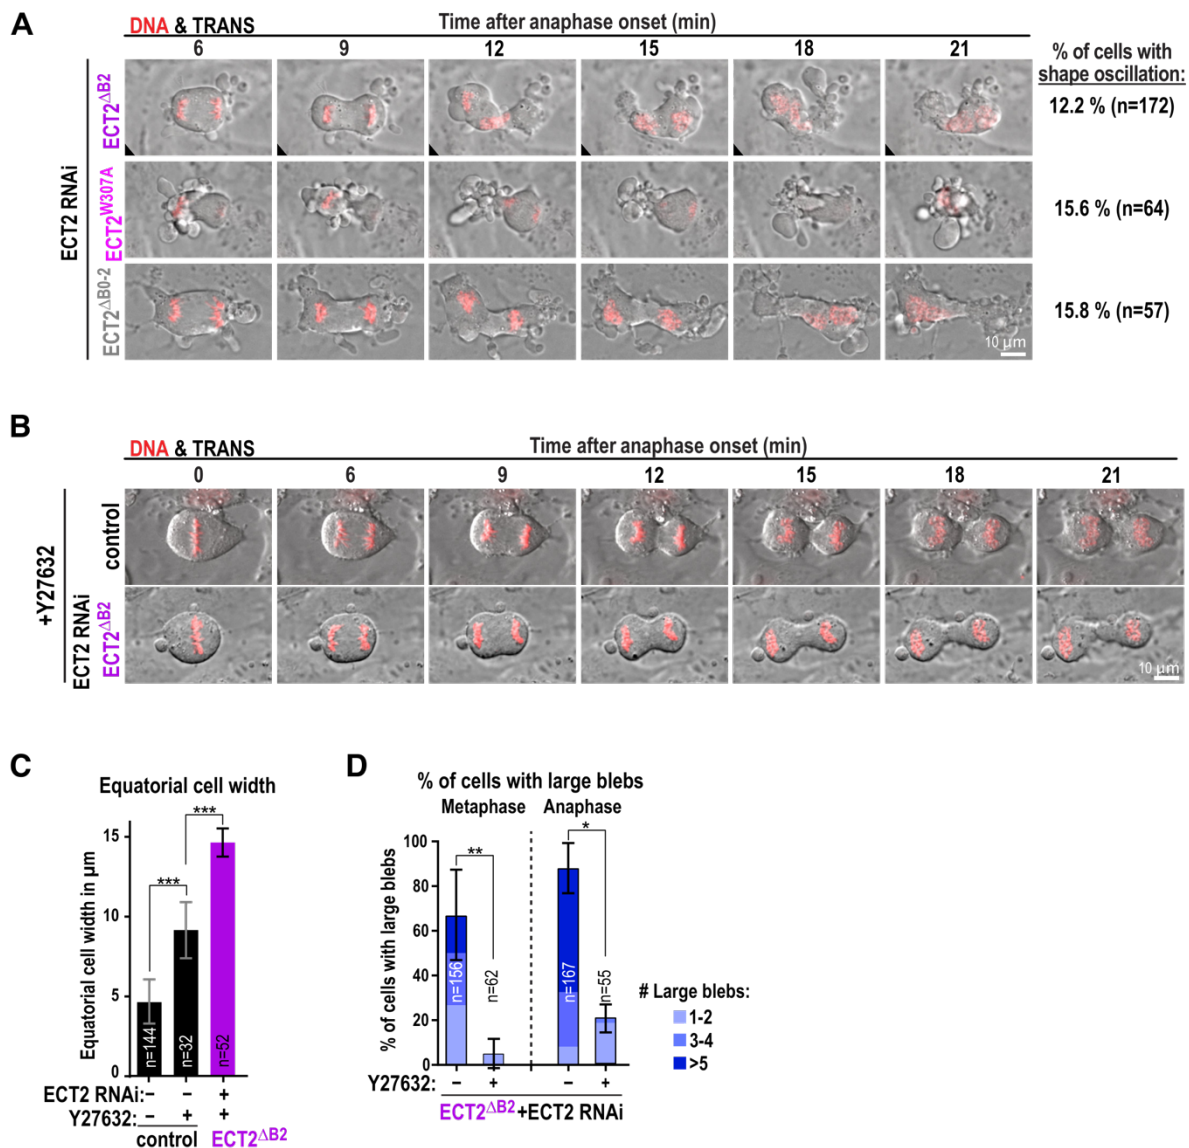 A
DNA & TRANS
Time after anaphase onset (min)
6 9 12 15 18 21
% of cells with
shape oscillation:
ECT2 RNAi
ECT2ΔB2
12.2 % (n=172)
ECT2W307A
15.6 % (n=64)
ECT2ΔB0-2
15.8 % (n=57)
10 µm
B
DNA & TRANS
Time after anaphase onset (min)
0 6 9 12 15 18 21
+Y27632
control
ECT2 RNAi
ECT2ΔB2
10 µm
C
Equatorial cell width
Equatorial cell width in µm
15
10
5
0
***
***
n=144
n=32
n=52
ECT2 RNAi: – – +
Y27632: – + +
control ECT2ΔB2
D
% of cells with large blebs
Metaphase Anaphase
% of cells with large blebs
100
80
60
40
20
0
**
*
n=156
n=62
n=167
n=55
# Large blebs:
1-2
3-4
>5
Y27632: – + – +
ECT2ΔB2+ECT2 RNAi